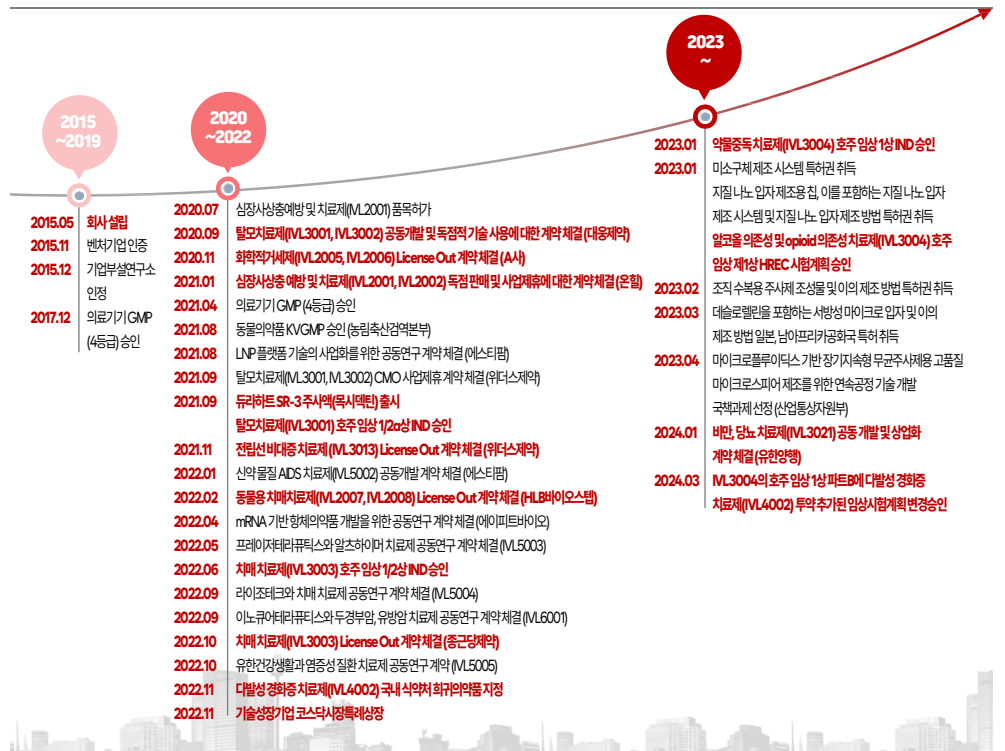 2015
~2019
2015.05 회사 설립
2015.11 벤처기업 인증
2015.12 기업부설연구소
인정
2017.12 의료기기 GMP
(4등급) 승인
2020
~2022
2020.07 심장사상충예방 및 치료제(IVL2001) 품목허가
2020.09 탈모치료제(IVL3001, IVL3002) 공동개발 및 독점적 기술 사용에 대한 계약 체결 (대웅제약)
2020.11 화학적거세제(IVL2005, IVL2006) License Out 계약 체결 (A사)
2021.01 심장사상충 예방 및 치료제(IVL2001, IVL2002) 독점 판매 및 사업제휴에 대한 계약 체결 (온힐)
2021.04 의료기기 GMP (4등급) 승인
2021.08 동물의약품 KVGMP 승인 (농림축산검역본부)
2021.08 LNP 플랫폼 기술의 사업화를 위한 공동연구 계약 체결 (에스티팜)
2021.09 탈모치료제(IVL3001, IVL3002) CMO 사업제휴 계약 체결 (위더스제약)
2021.09 듀라하트 SR-3 주사액(목시덱틴) 출시
탈모치료제(IVL3001) 호주 임상 1/2α상 IND 승인
2021.11 전립선 비대증 치료제 (IVL3013) License Out 계약 체결 (위더스제약)
2022.01 신약 물질 AIDS 치료제(IVL5002) 공동개발 계약 체결 (에스티팜)
2022.02 동물용 치매치료제(IVL2007, IVL2008) License Out 계약 체결 (HLB바이오스텝)
2022.04 mRNA 기반 항체의약품 개발을 위한 공동연구 계약 체결 (에이피트바이오)
2022.05 프레이저테라퓨틱스와 알츠하이머 치료제 공동연구 계약 체결 (IVL5003)
2022.06 치매 치료제(IVL3003) 호주 임상 1/2상 IND 승인
2022.09 라이조테크와 치매 치료제 공동연구 계약 체결 (IVL5004)
2022.09 이노큐어테라퓨티스와 두경부암, 유방암 치료제 공동연구 계약 체결 (IVL6001)
2022.10 치매 치료제(IVL3003) License Out 계약 체결 (종근당제약)
2022.10 유한건강생활과 염증성 질환 치료제 공동연구 계약 (IVL5005)
2022.11 다발성 경화증 치료제(IVL4002) 국내 식약처 희귀의약품 지정
2022.11 기술성장기업 코스닥시장특례상장
2023
~
2023.01 약물중독 치료제(IVL3004) 호주 임상 1상 IND 승인
2023.01 미소구체 제조 시스템 특허권 취득
지질 나노 입자 제조용 칩, 이를 포함하는 지질 나노 입자
제조 시스템 및 지질 나노 입자 제조 방법 특허권 취득
알코올 의존성 및 opioid 의존성 치료제(IVL3004) 호주
임상 제1상 HREC 시험계획 승인
2023.02 조직 수복용 주사제 조성물 및 이의 제조 방법 특허권 취득
2023.03 데슬로렐린을 포함하는 서방성 마이크로 입자 및 이의
제조 방법 일본, 남아프리카공화국 특허 취득
2023.04 마이크로플루이딕스 기반 장기지속형 무균주사제용 고품질
마이크로스피어 제조를 위한 연속공정 기술 개발
국책과제 선정 (산업통상자원부)
2024.01 비만, 당뇨 치료제(IVL3021) 공동 개발 및 상업화
계약 체결 (유한양행)
2024.03 IVL3004의 호주 임상 1상 파트B에 다발성 경화증
치료제(IVL4002) 투약 추가된 임상시험계획 변경승인